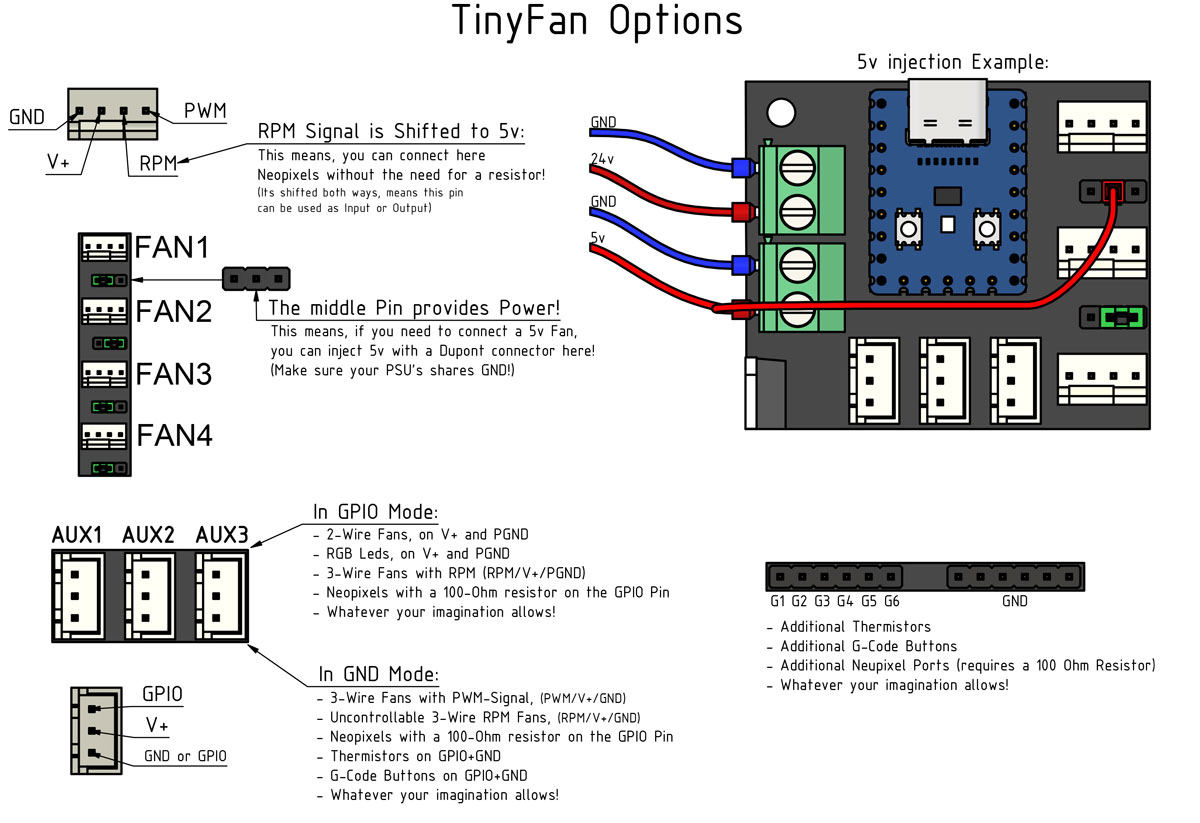 TinyFan Options
5v injection Example:
GND
PWM
V+
RPM
RPM Signal is Shifted to 5v:
This means, you can connect here
Neopixels without the need for a resistor!
(Its shifted both ways, means this pin
can be used as Input or Output)
GND
24v
GND
5v
FAN1
FAN2
FAN3
FAN4
The middle Pin provides Power!
This means, if you need to connect a 5v Fan,
you can inject 5v with a Dupont connector here!
(Make sure your PSU's shares GND!)
AUX1 AUX2 AUX3
In GPIO Mode:
- 2-Wire Fans, on V+ and PGND
- RGB Leds, on V+ and PGND
- 3-Wire Fans with RPM (RPM/V+/PGND)
- Neopixels with a 100-Ohm resistor on the GPIO Pin
- Whatever your imagination allows!
In GND Mode:
- 3-Wire Fans with PWM-Signal, (PWM/V+/GND)
- Uncontrollable 3-Wire RPM Fans, (RPM/V+/GND)
- Neopixels with a 100-Ohm resistor on the GPIO Pin
- Thermistors on GPIO+GND
- G-Code Buttons on GPIO+GND
- Whatever your imagination allows!
GPIO
V+
GND or GPIO
G1 G2 G3 G4 G5 G6 GND
- Additional Thermistors
- Additional G-Code Buttons
- Additional Neupixel Ports (requires a 100 Ohm Resistor)
- Whatever your imagination allows!